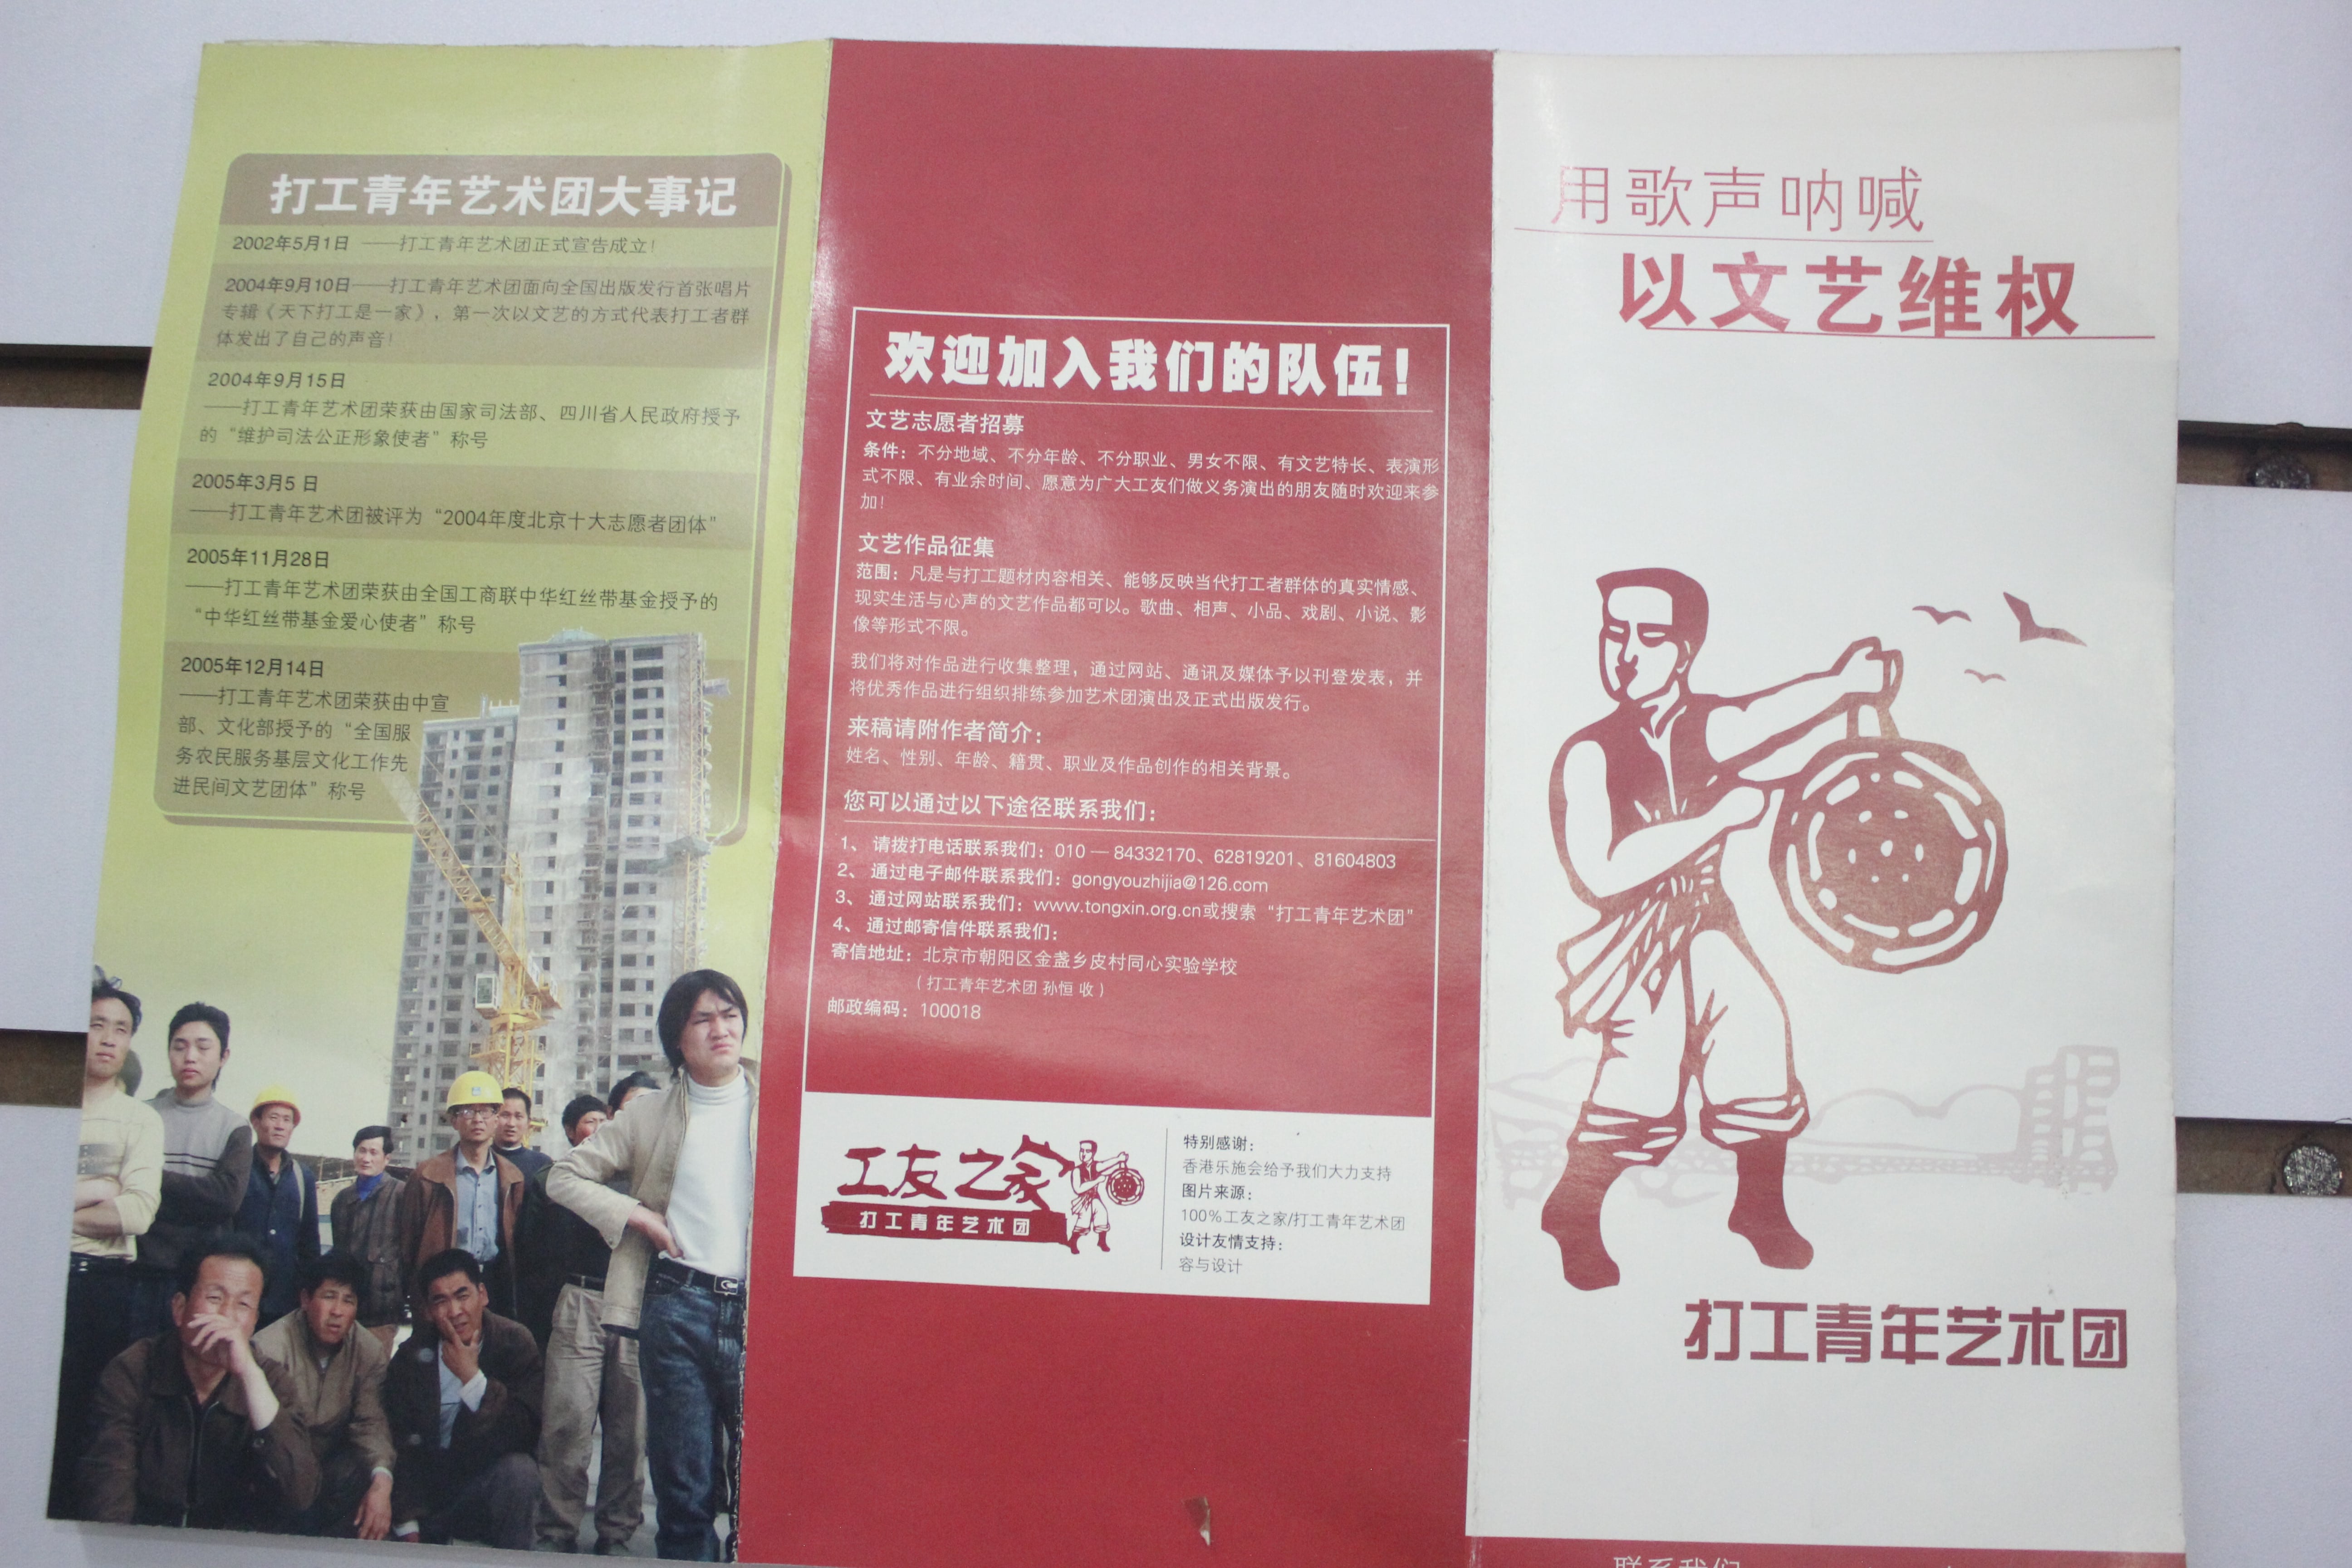 打工青年艺术团大事记
2002年5月1日 ——打工青年艺术团正式宣告成立!
2004年9月10日——打工青年艺术团面向全国出版发行首张唱片
专辑《天下打工是一家》，第一次以文艺的方式代表打工者群
体发出了自己的声音!
2004年9月15日
——打工青年艺术团荣获由国家司法部、四川省人民政府授予
的“维护司法公正形象使者”称号
2005年3月5 日
——打工青年艺术团被评为“2004年度北京十大志愿者团体”
2005年11月28日
——打工青年艺术团荣获由全国工商联中华红丝带基金授予的
“中华红丝带基金爱心使者”称号
2005年12月14日
——打工青年艺术团荣获由中宣
部、文化部授予的“全国服
务农民服务基层文化工作先
进民间文艺团体”称号
欢迎加入我们的队伍!
文艺志愿者招募
条件：不分地域、不分年龄、不分职业、男女不限、有文艺特长、表演形
式不限、有业余时间、愿意为广大工友们做义务演出的朋友随时欢迎来参
加!
文艺作品征集
范围：凡是与打工题材内容相关、能够反映当代打工者群体的真实情感、
现实生活与心声的文艺作品都可以。歌曲、相声、小品、戏剧、小说、影
像等形式不限。
我们将对作品进行收集整理，通过网站、通讯及媒体予以刊登发表，并
将优秀作品进行组织排练参加艺术团演出及正式出版发行。
来稿请附作者简介：
姓名、性别、年龄、籍贯、职业及作品创作的相关背景。
您可以通过以下途径联系我们：
1、 请拨打电话联系我们：010 — 84332170、62819201、81604803
2、 通过电子邮件联系我们：gongyouzhijia@126.com
3、 通过网站联系我们：www.tongxin.org.cn或搜索“打工青年艺术团”
4、 通过邮寄信件联系我们：
寄信地址：北京市朝阳区金盏乡皮村同心实验学校
（打工青年艺术团 孙恒 收）
邮政编码：100018
工友之家
打工青年艺术团
特别感谢：
香港乐施会给予我们大力支持
图片来源：
100%工友之家/打工青年艺术团
设计友情支持：
容与设计
用歌声呐喊
以文艺维权
打工青年艺术团
联系我们